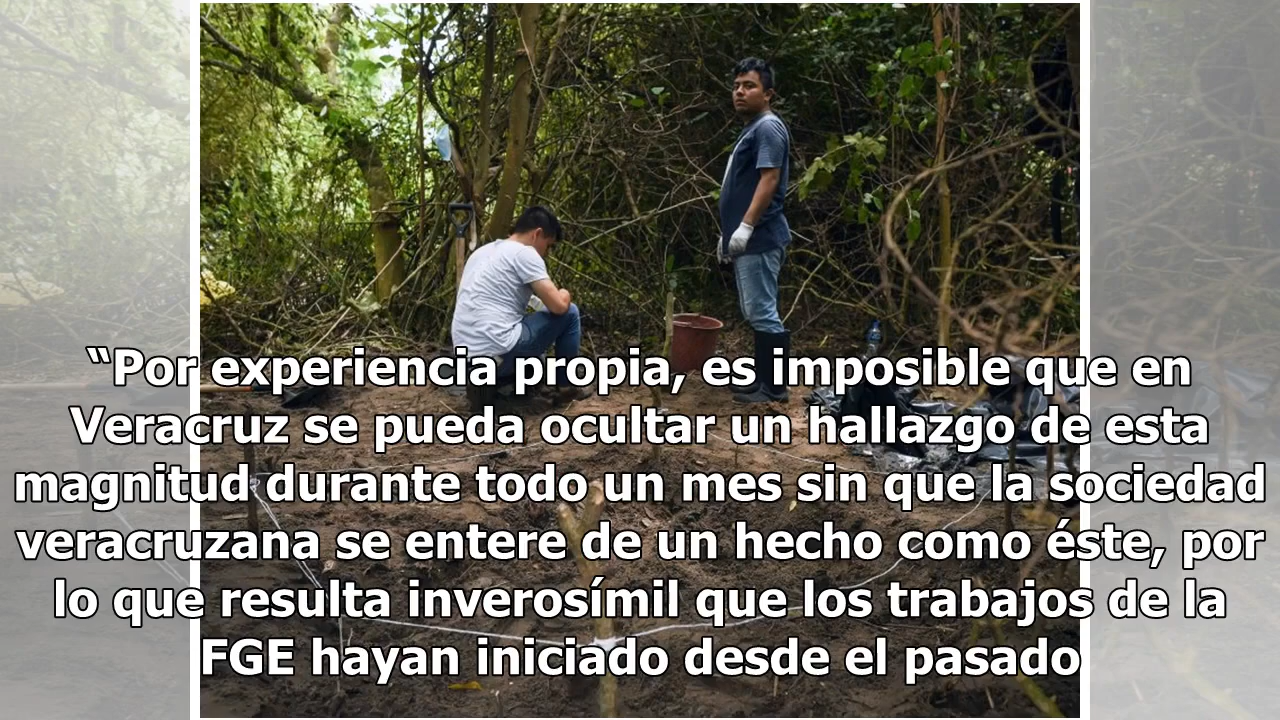 “Por experiencia propia, es imposible que en
Veracruz se pueda ocultar un hallazgo de esta
magnitud durante todo un mes sin que la sociedad
veracruzana se entere de un hecho como éste, por
lo que resulta inverosímil que los trabajos de la
FGE hayan iniciado desde el pasado